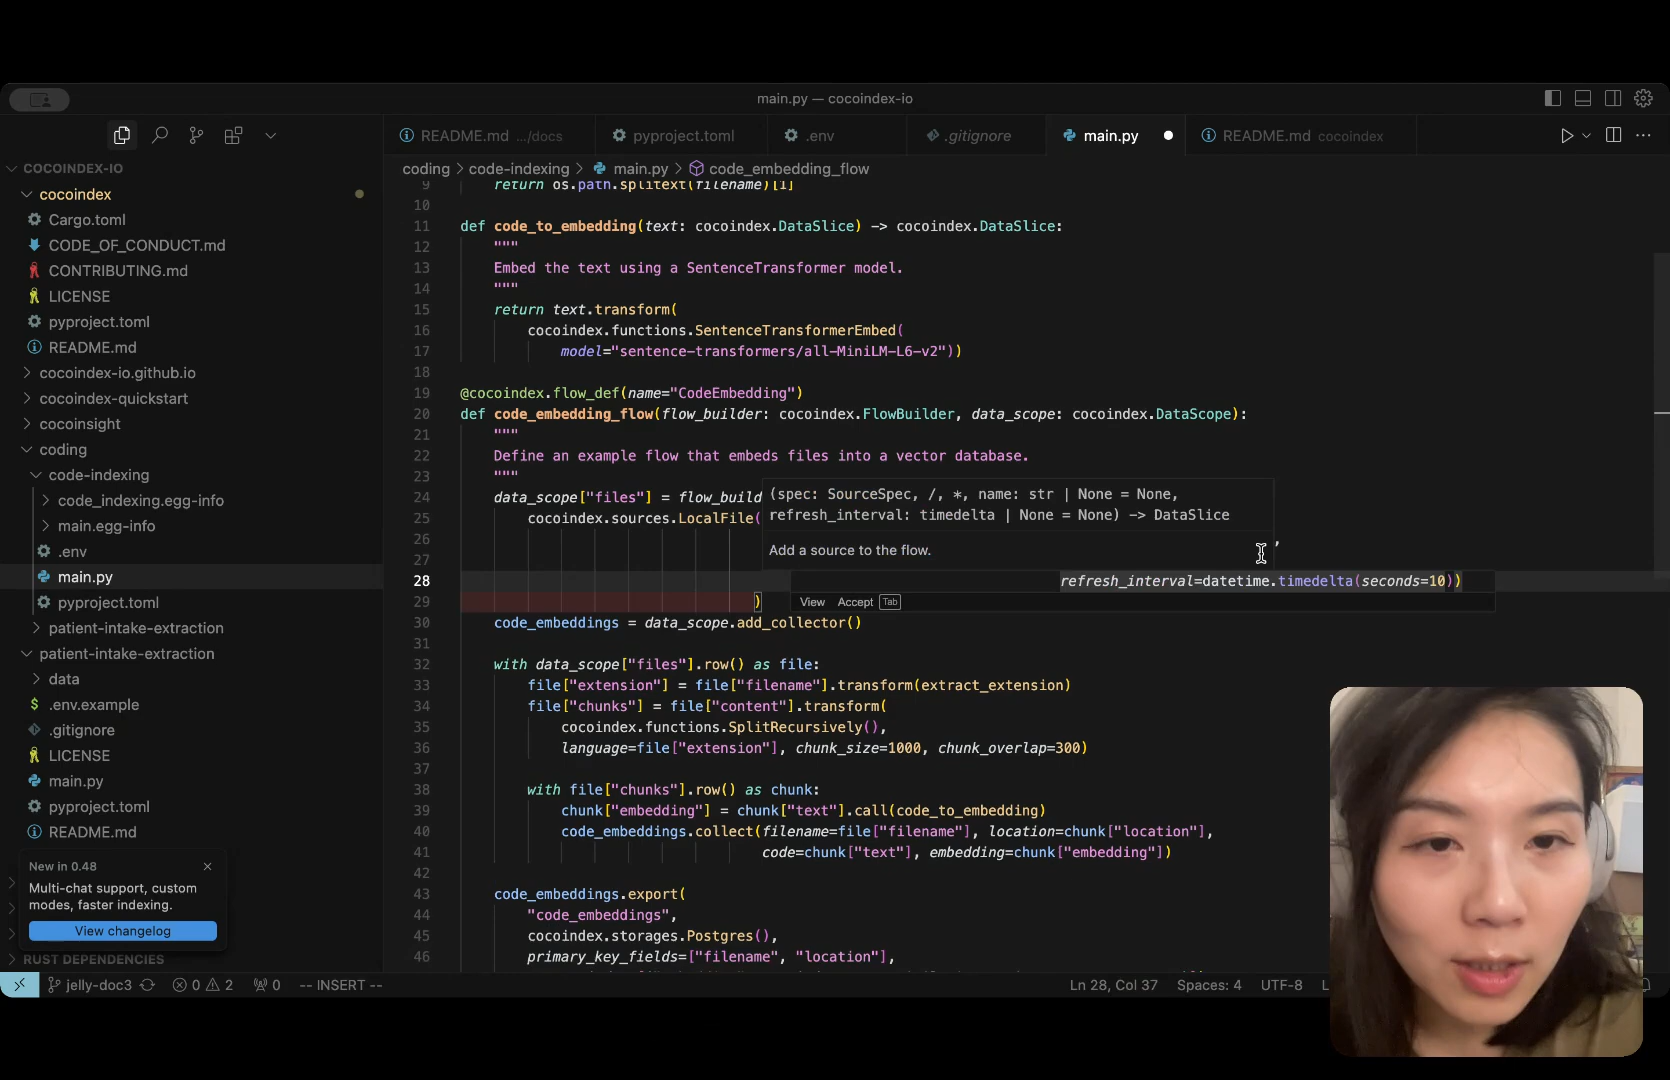 main.py — cocoindex-io
README.md .../docs
pyproject.toml
.env
.gitignore
main.py
README.md cocoindex
coding > code-indexing > main.py > code_embedding_flow
COCOINDEX-IO
cocoindex
Cargo.toml
CODE_OF_CONDUCT.md
CONTRIBUTING.md
LICENSE
pyproject.toml
README.md
cocoindex-io.github.io
cocoindex-quickstart
cocoinsight
coding
code-indexing
code_indexing.egg-info
main.egg-info
.env
main.py
pyproject.toml
patient-intake-extraction
patient-intake-extraction
data
.env.example
.gitignore
LICENSE
main.py
pyproject.toml
README.md
New in 0.48
Multi-chat support, custom
modes, faster indexing.
View changelog
RUST DEPENDENCIES
9 return os.path.splitext(filename)[1]
10
11 def code_to_embedding(text: cocoindex.DataSlice) -> cocoindex.DataSlice:
12 """
13 Embed the text using a SentenceTransformer model.
14 """
15 return text.transform(
16 cocoindex.functions.SentenceTransformerEmbed(
17 model="sentence-transformers/all-MiniLM-L6-v2"))
18
19 @cocoindex.flow_def(name="CodeEmbedding")
20 def code_embedding_flow(flow_builder: cocoindex.FlowBuilder, data_scope: cocoindex.DataScope):
21 """
22 Define an example flow that embeds files into a vector database.
23 """
24 data_scope["files"] = flow_build
25 cocoindex.sources.LocalFile(
26 ,
27
28 refresh_interval=datetime.timedelta(seconds=10))
29 )
(spec: SourceSpec, /, *, name: str | None = None,
refresh_interval: timedelta | None = None) -> DataSlice
Add a source to the flow.
View Accept Tab
30 code_embeddings = data_scope.add_collector()
31
32 with data_scope["files"].row() as file:
33 file["extension"] = file["filename"].transform(extract_extension)
34 file["chunks"] = file["content"].transform(
35 cocoindex.functions.SplitRecursively(),
36 language=file["extension"], chunk_size=1000, chunk_overlap=300)
37
38 with file["chunks"].row() as chunk:
39 chunk["embedding"] = chunk["text"].call(code_to_embedding)
40 code_embeddings.collect(filename=file["filename"], location=chunk["location"],
41 code=chunk["text"], embedding=chunk["embedding"])
42
43 code_embeddings.export(
44 "code_embeddings",
45 cocoindex.storages.Postgres(),
46 primary_key_fields=["filename", "location"],
jelly-doc3 0 2 0 -- INSERT -- Ln 28, Col 37 Spaces: 4 UTF-8 L